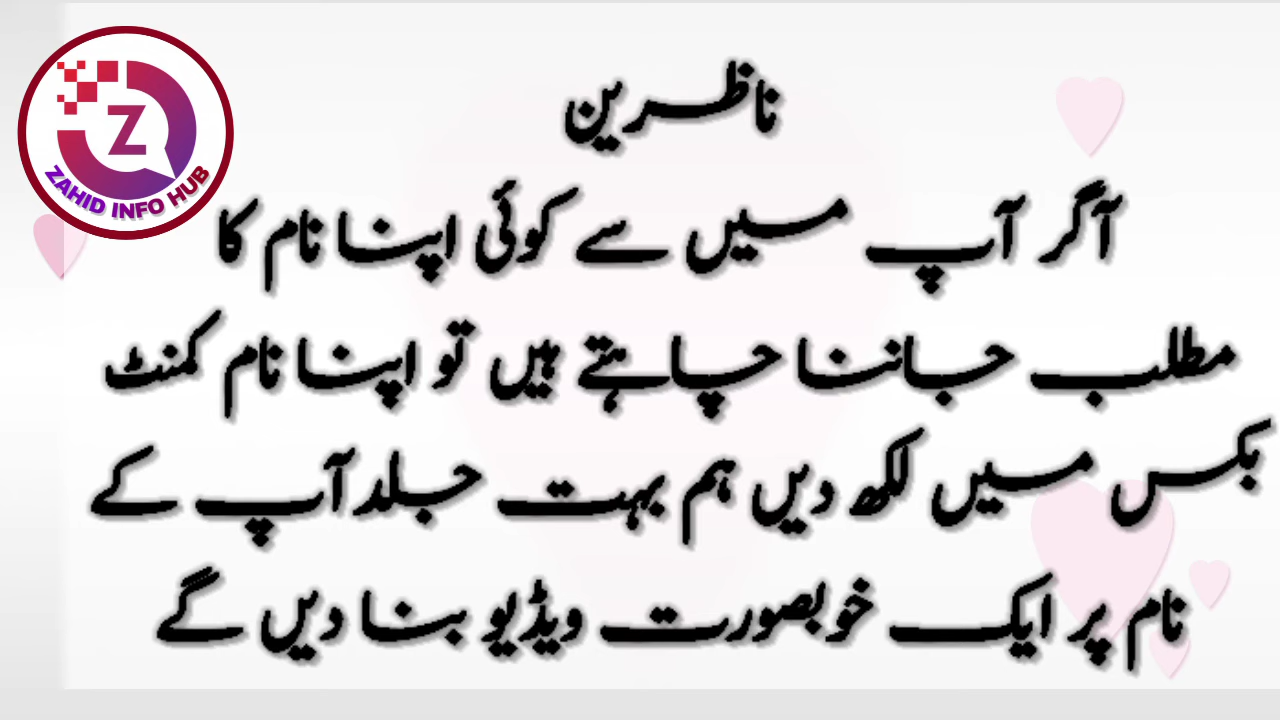 Z
ZAHID INFO HUB
ناظرین
آگر آپ میں سے کوئی اپنا نام کا
مطلب جاننا چاہتے ہیں تو اپنا نام کمنٹ
بکس میں لکھ دیں ہم بہت جلد آپ کے
نام پر ایک خوبصورت ویڈیو بنا دیں گے